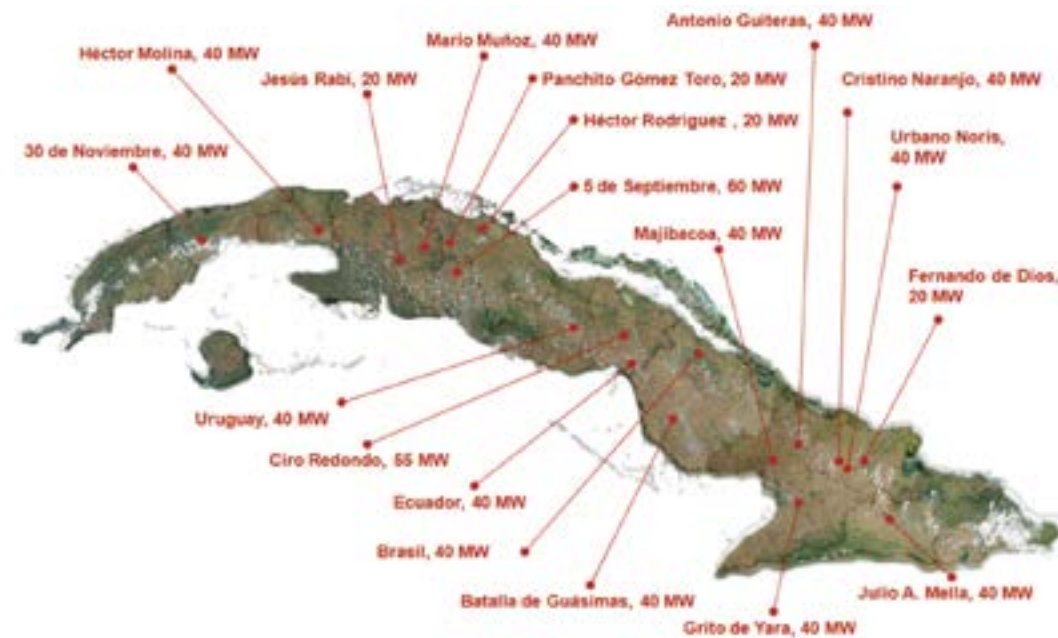 Antonio Guiteras, 40 MW
Mario Muñoz, 40 MW
Héctor Molina, 40 MW
Jesús Rabí, 20 MW
Panchito Gómez Toro, 20 MW
Cristino Naranjo, 40 MW
Héctor Rodríguez , 20 MW
Urbano Noris,
40 MW
30 de Noviembre, 40 MW
5 de Septiembre, 60 MW
Majibacoa, 40 MW
Fernando de Dios,
20 MW
Uruguay, 40 MW
Ciro Redondo, 55 MW
Ecuador, 40 MW
Brasil, 40 MW
Batalla de Guásimas, 40 MW
Julio A. Mella, 40 MW
Grito de Yara, 40 MW